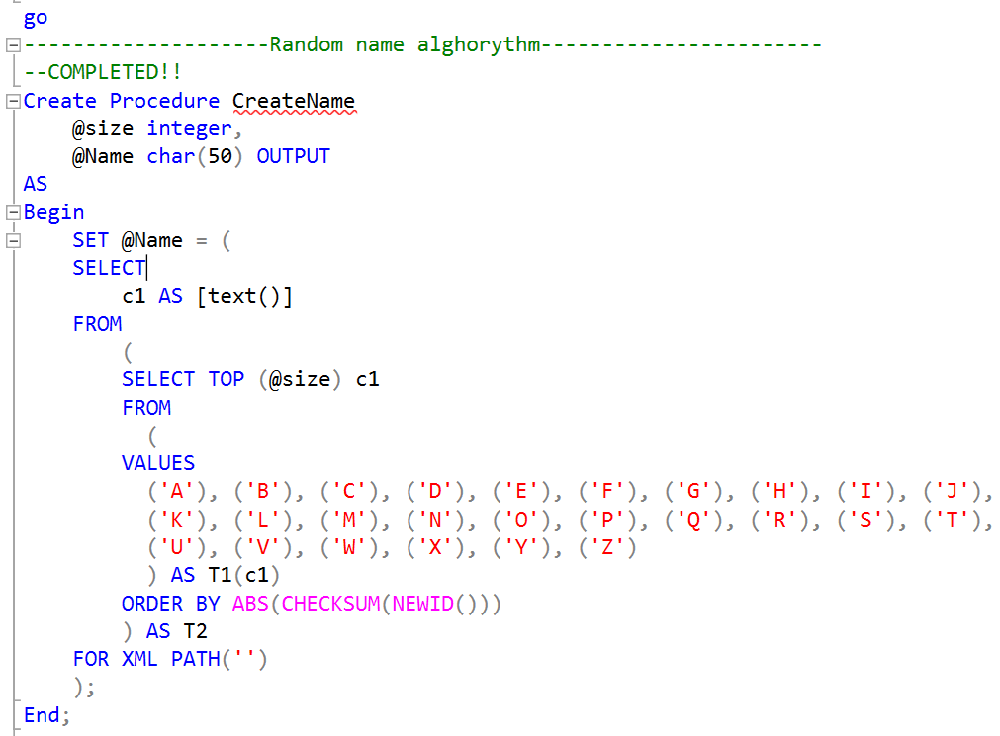 go
--------------------Random name alghorythm-----------------------
--COMPLETED!!
Create Procedure CreateName
    @size integer,
    @Name char(50) OUTPUT
AS
Begin
    SET @Name = (
    SELECT
        c1 AS [text()]
    FROM
        (
        SELECT TOP (@size) c1
        FROM
          (
        VALUES
          ('A'), ('B'), ('C'), ('D'), ('E'), ('F'), ('G'), ('H'), ('I'), ('J'),
          ('K'), ('L'), ('M'), ('N'), ('O'), ('P'), ('Q'), ('R'), ('S'), ('T'),
          ('U'), ('V'), ('W'), ('X'), ('Y'), ('Z')
          ) AS T1(c1)
        ORDER BY ABS(CHECKSUM(NEWID()))
        ) AS T2
    FOR XML PATH('')
    );
End;